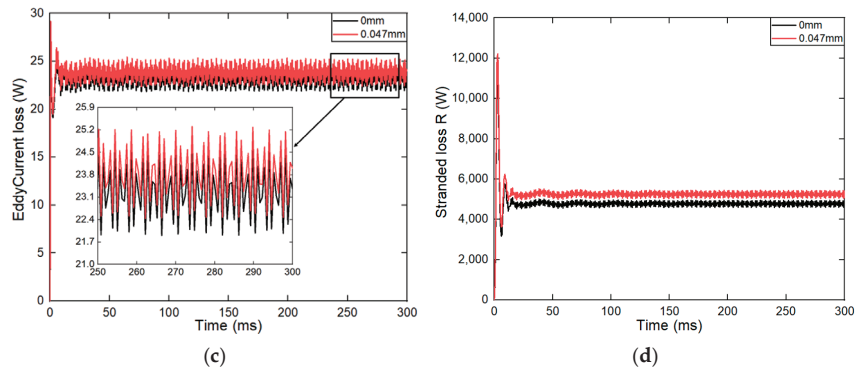 (c)
EddyCurrent loss (W)
30
25
20
15
10
5
0
0mm
0.047mm
25.9
25.2
24.5
23.8
23.1
22.4
21.7
21.0
250 260 270 280 290 300
0 50 100 150 200 250 300
Time (ms)
(d)
Stranded loss R (W)
14,000
12,000
10,000
8,000
6,000
4,000
2,000
0
0mm
0.047mm
0 50 100 150 200 250 300
Time (ms)